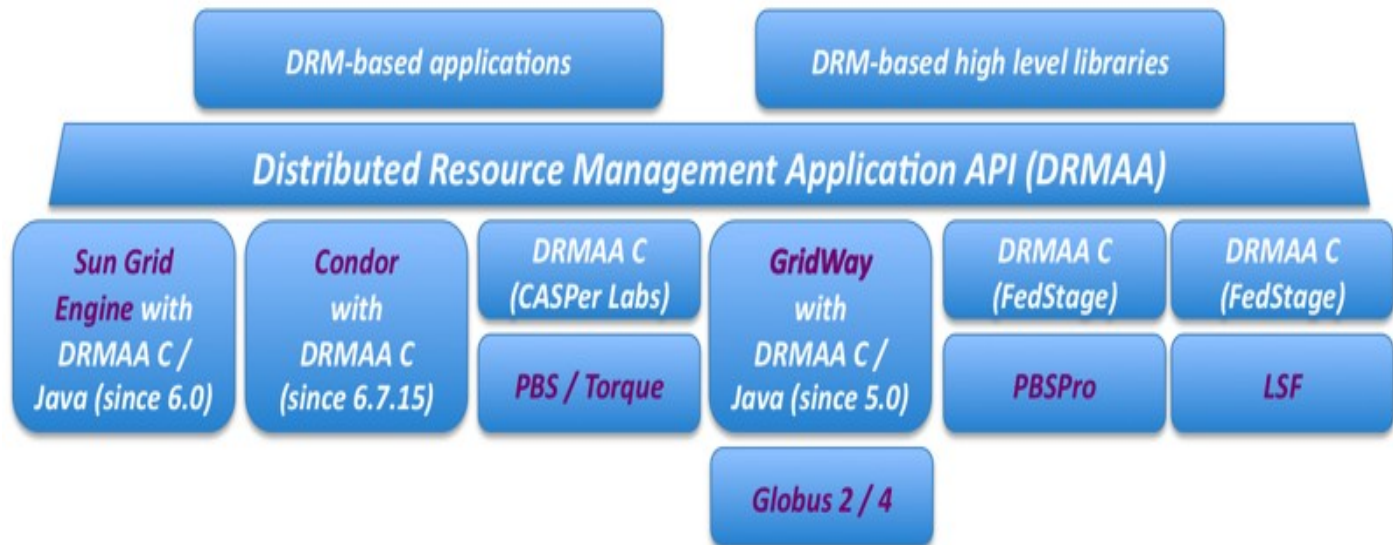 DRM-based applications
DRM-based high level libraries
Distributed Resource Management Application API (DRMAA)
Sun Grid
Engine with
DRMAA C /
Java (since 6.0)
Condor
with
DRMAA C
(since 6.7.15)
DRMAA C
(CASPer Labs)
PBS / Torque
GridWay
with
DRMAA C /
Java (since 5.0)
Globus 2 / 4
DRMAA C
(FedStage)
PBSPro
DRMAA C
(FedStage)
LSF